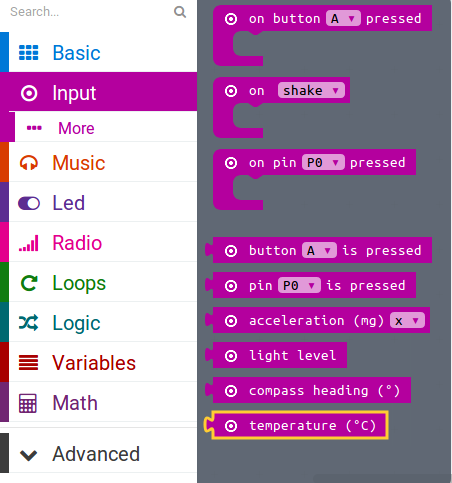 Search...
Basic
Input
More
Music
Led
Radio
Loops
Logic
Variables
Math
Advanced
on button A pressed
on shake
on pin P0 pressed
button A is pressed
pin P0 is pressed
acceleration (mg) x
light level
compass heading (°)
temperature (°C)